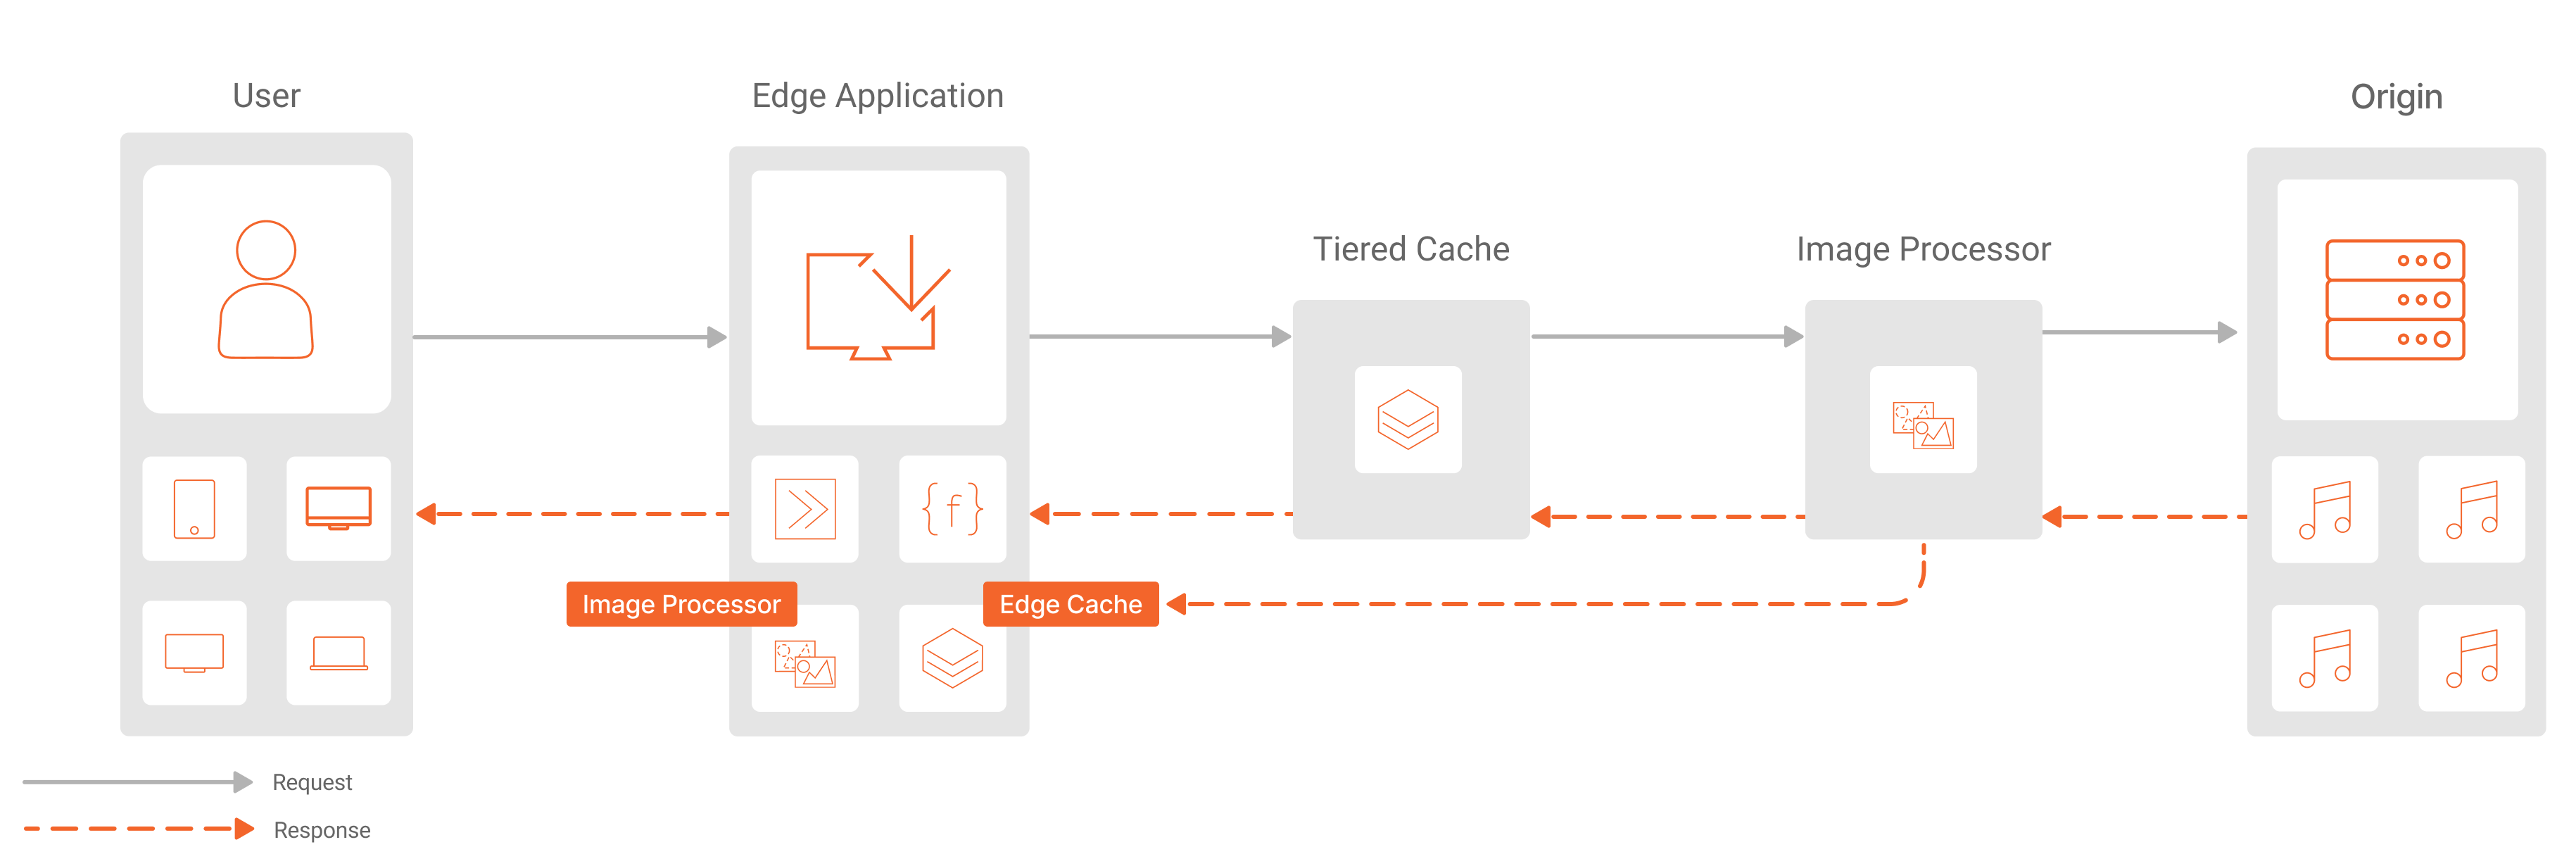 User
Edge Application
Origin
Tiered Cache
Image Processor
{f}
Image Processor
Edge Cache
Request
Response